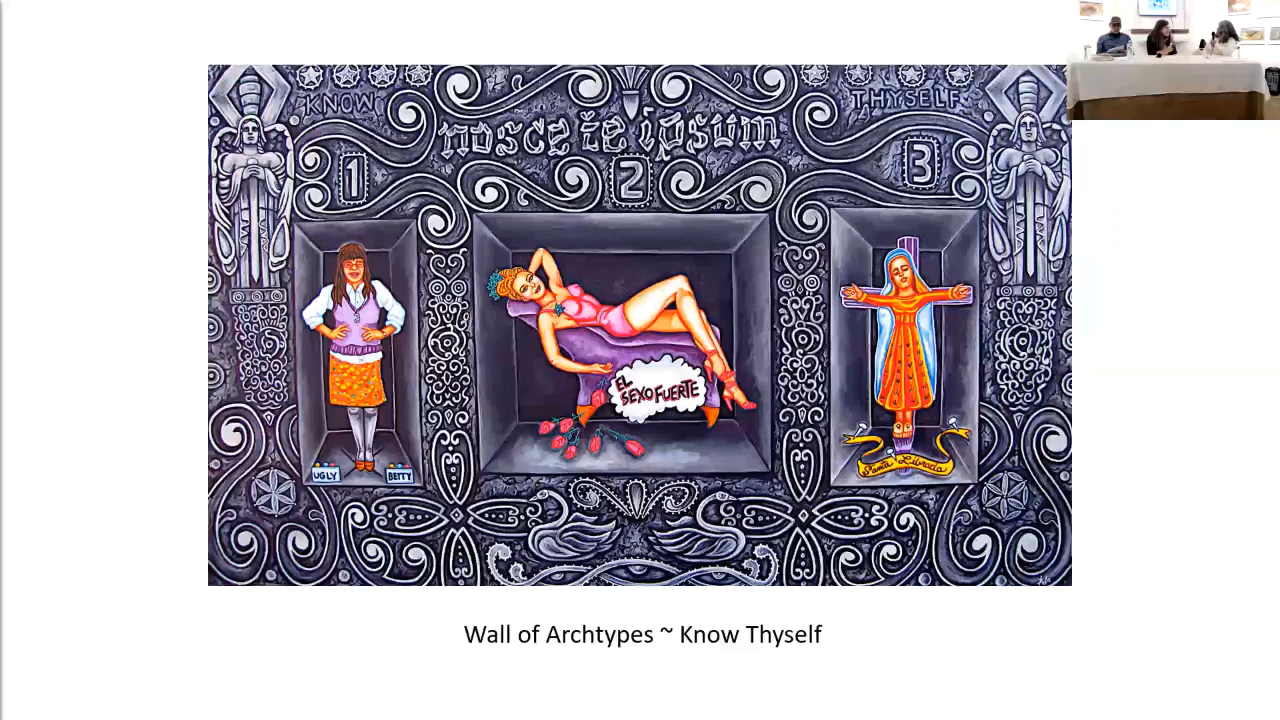 KNOW
THYSELF
nosce te ipsum
1
2
3
EL
SEXO FUERTE
UGLY
BETTY
Santa Librada
Wall of Archtypes ~ Know Thyself